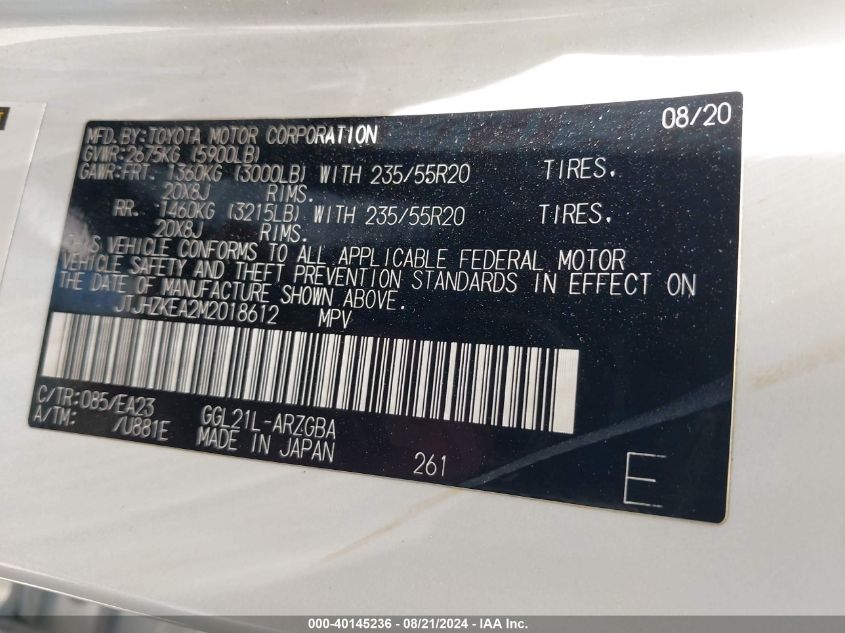 08/20
MFD. BY: TOYOTA MOTOR CORPORATION
GVWR: 2675KG (5900LB)
GAWR: FRT. 1360KG (3000LB) WITH 235/55R20 TIRES.
20X8J RIMS.
RR. 1460KG (3215LB) WITH 235/55R20 TIRES,
20X8J RIMS.
THIS VEHICLE CONFORMS TO ALL APPLICABLE FEDERAL MOTOR
VEHICLE SAFETY AND THEFT PREVENTION STANDARDS IN EFFECT ON
THE DATE OF MANUFACTURE SHOWN ABOVE.
JTJHZKEA2M2018612 MPV
C/TR: 085/EA23 GGL21L-ARZGBA
A/TM: /U881E MADE IN JAPAN
261
E
000-40145236 - 08/21/2024 - IAA Inc.